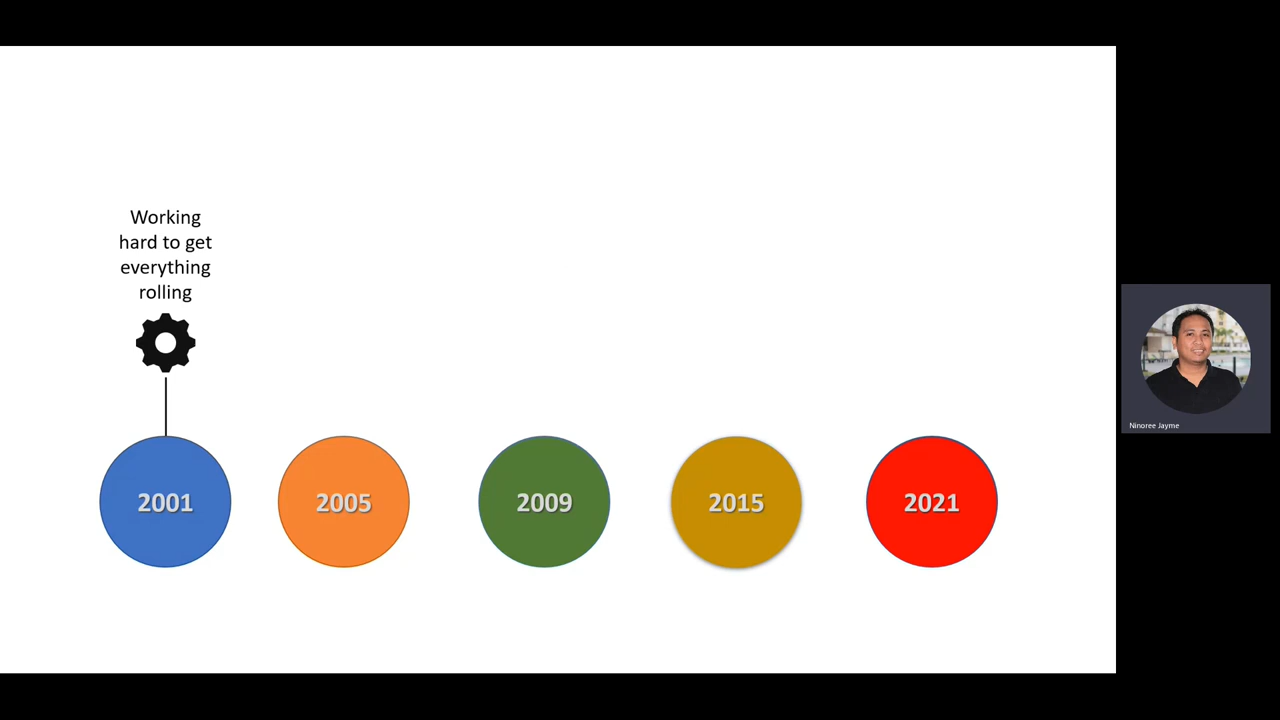 Working
hard to get
everything
rolling
2001
2005
2009
2015
2021
Ninoree Jayme